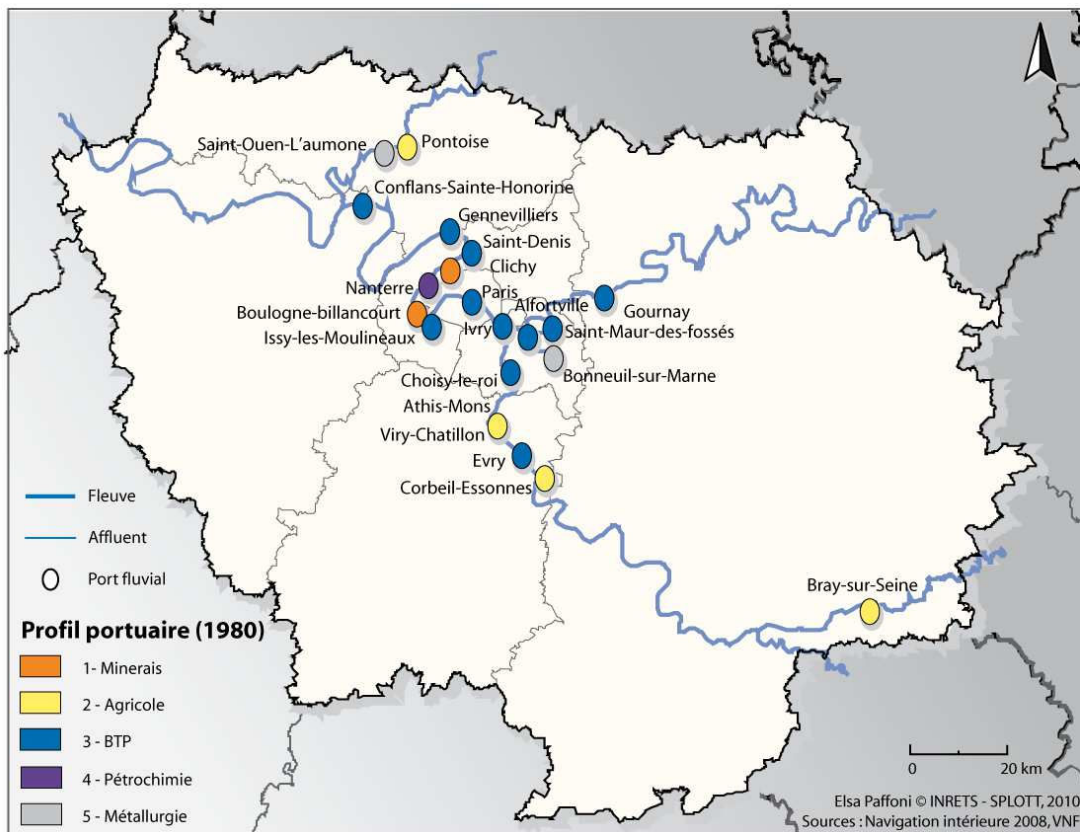 Saint-Ouen-L'aumone
Pontoise
Conflans-Sainte-Honorine
Gennevilliers
Saint-Denis
Clichy
Nanterre
Paris
Alfortville
Boulogne-billancourt
Gournay
Ivry
Saint-Maur-des-fossés
Issy-les-Moulineaux
Choisy-le-roi
Bonneuil-sur-Marne
Athis-Mons
Viry-Chatillon
Evry
Corbeil-Essonnes
Bray-sur-Seine
Fleuve
Affluent
Port fluvial
Profil portuaire (1980)
1- Minerais
2 - Agricole
3 - BTP
4 - Pétrochimie
5 - Métallurgie
0 20 km
Elsa Paffoni © INRETS - SPLOTT, 2010
Sources : Navigation intérieure 2008, VNF